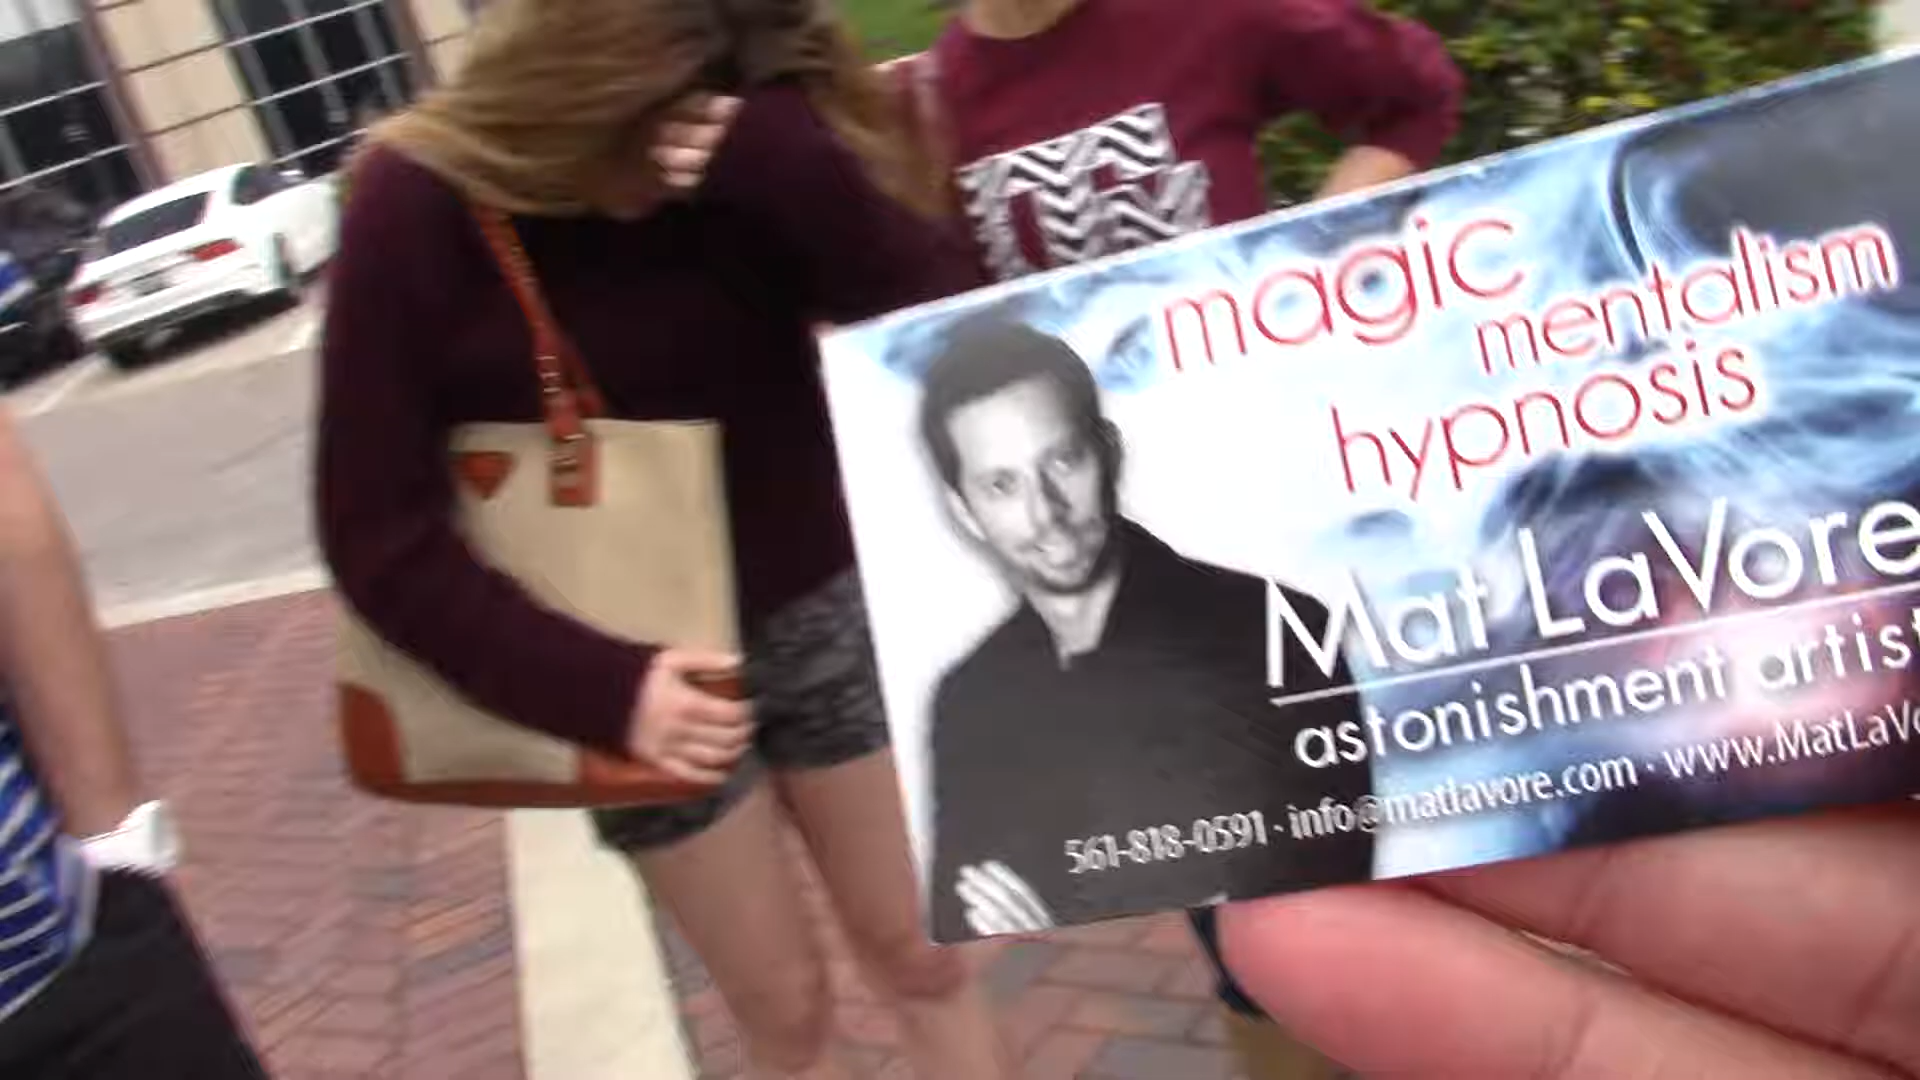 magic
mentalism
hypnosis
Mat LaVore
astonishment artist
561-818-0591 · info@matlavore.com · www.MatLaVo